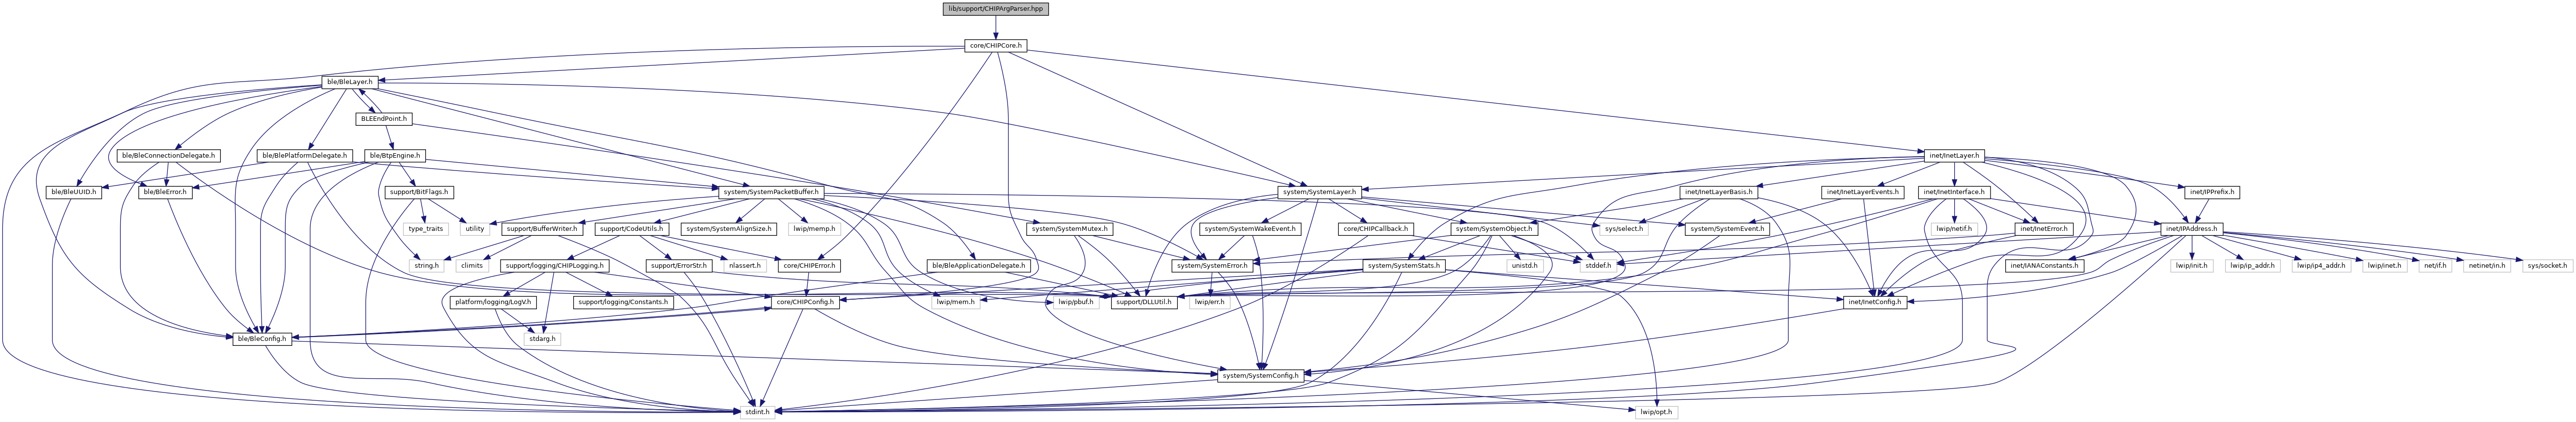 lib/support/CHIPArgParser.hpp
core/CHIPCore.h
ble/BleLayer.h
BLEEndPoint.h
ble/BleConnectionDelegate.h
ble/BlePlatformDelegate.h
ble/BtpEngine.h
inet/InetLayer.h
ble/BleUUID.h
ble/BleError.h
support/BitFlags.h
system/SystemPacketBuffer.h
system/SystemLayer.h
inet/InetLayerBasis.h
inet/InetLayerEvents.h
inet/InetInterface.h
inet/IPPrefix.h
type_traits
utility
support/BufferWriter.h
support/CodeUtils.h
system/SystemAlignSize.h
lwip/memp.h
system/SystemMutex.h
system/SystemWakeEvent.h
core/CHIPCallback.h
system/SystemObject.h
sys/select.h
system/SystemEvent.h
lwip/netif.h
inet/InetError.h
inet/IPAddress.h
string.h
climits
support/logging/CHIPLogging.h
support/ErrorStr.h
nlassert.h
core/CHIPError.h
ble/BleApplicationDelegate.h
system/SystemError.h
system/SystemStats.h
unistd.h
stddef.h
inet/IANAConstants.h
lwip/init.h
lwip/ip_addr.h
lwip/ip4_addr.h
lwip/inet.h
net/if.h
netinet/in.h
sys/socket.h
platform/logging/LogV.h
support/logging/Constants.h
core/CHIPConfig.h
lwip/mem.h
lwip/pbuf.h
support/DLLUtil.h
lwip/err.h
inet/InetConfig.h
ble/BleConfig.h
stdarg.h
system/SystemConfig.h
stdint.h
lwip/opt.h